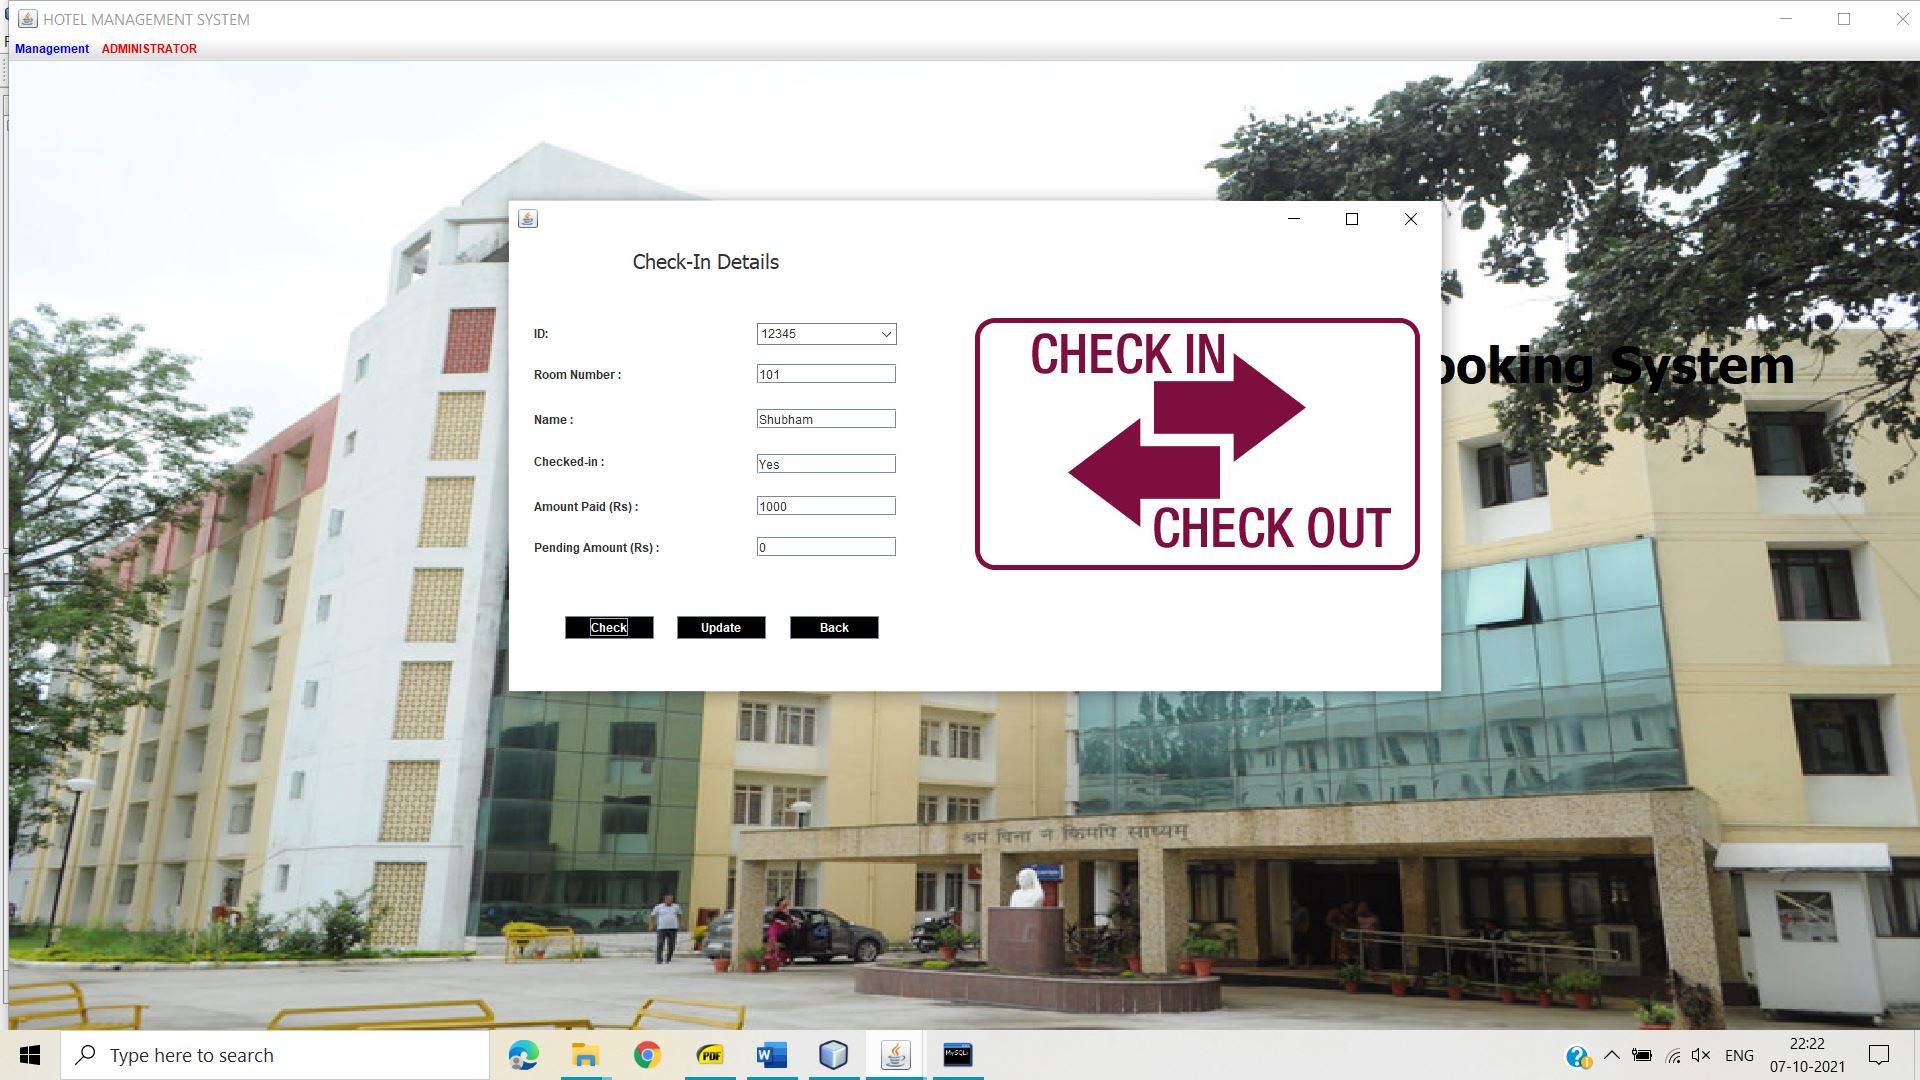 HOTEL MANAGEMENT SYSTEM
Management ADMINISTRATOR
Check-In Details
ID: 12345
Room Number : 101
Name : Shubham
Checked-in : Yes
Amount Paid (Rs) : 1000
Pending Amount (Rs) : 0
Check Update Back
CHECK IN
CHECK OUT
ooking System
श्रम विना न किमपि साध्यम्
Type here to search
PDF
W
MySQL
ENG
22:22
07-10-2021